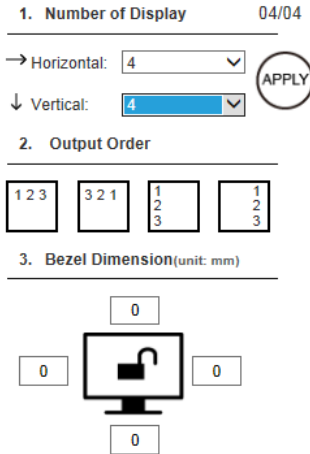 1. Number of Display 04/04
→ Horizontal: 4
APPLY
↓ Vertical: 4
2. Output Order
1 2 3 3 2 1 1 1
2 2
3 3
3. Bezel Dimension(unit: mm)
0
0 0
0